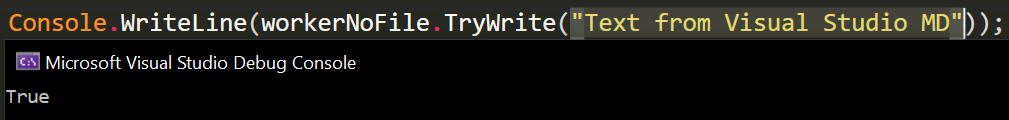 Console.WriteLine(workerNoFile.TryWrite("Text from Visual Studio MD"));
C:\ Microsoft Visual Studio Debug Console
True